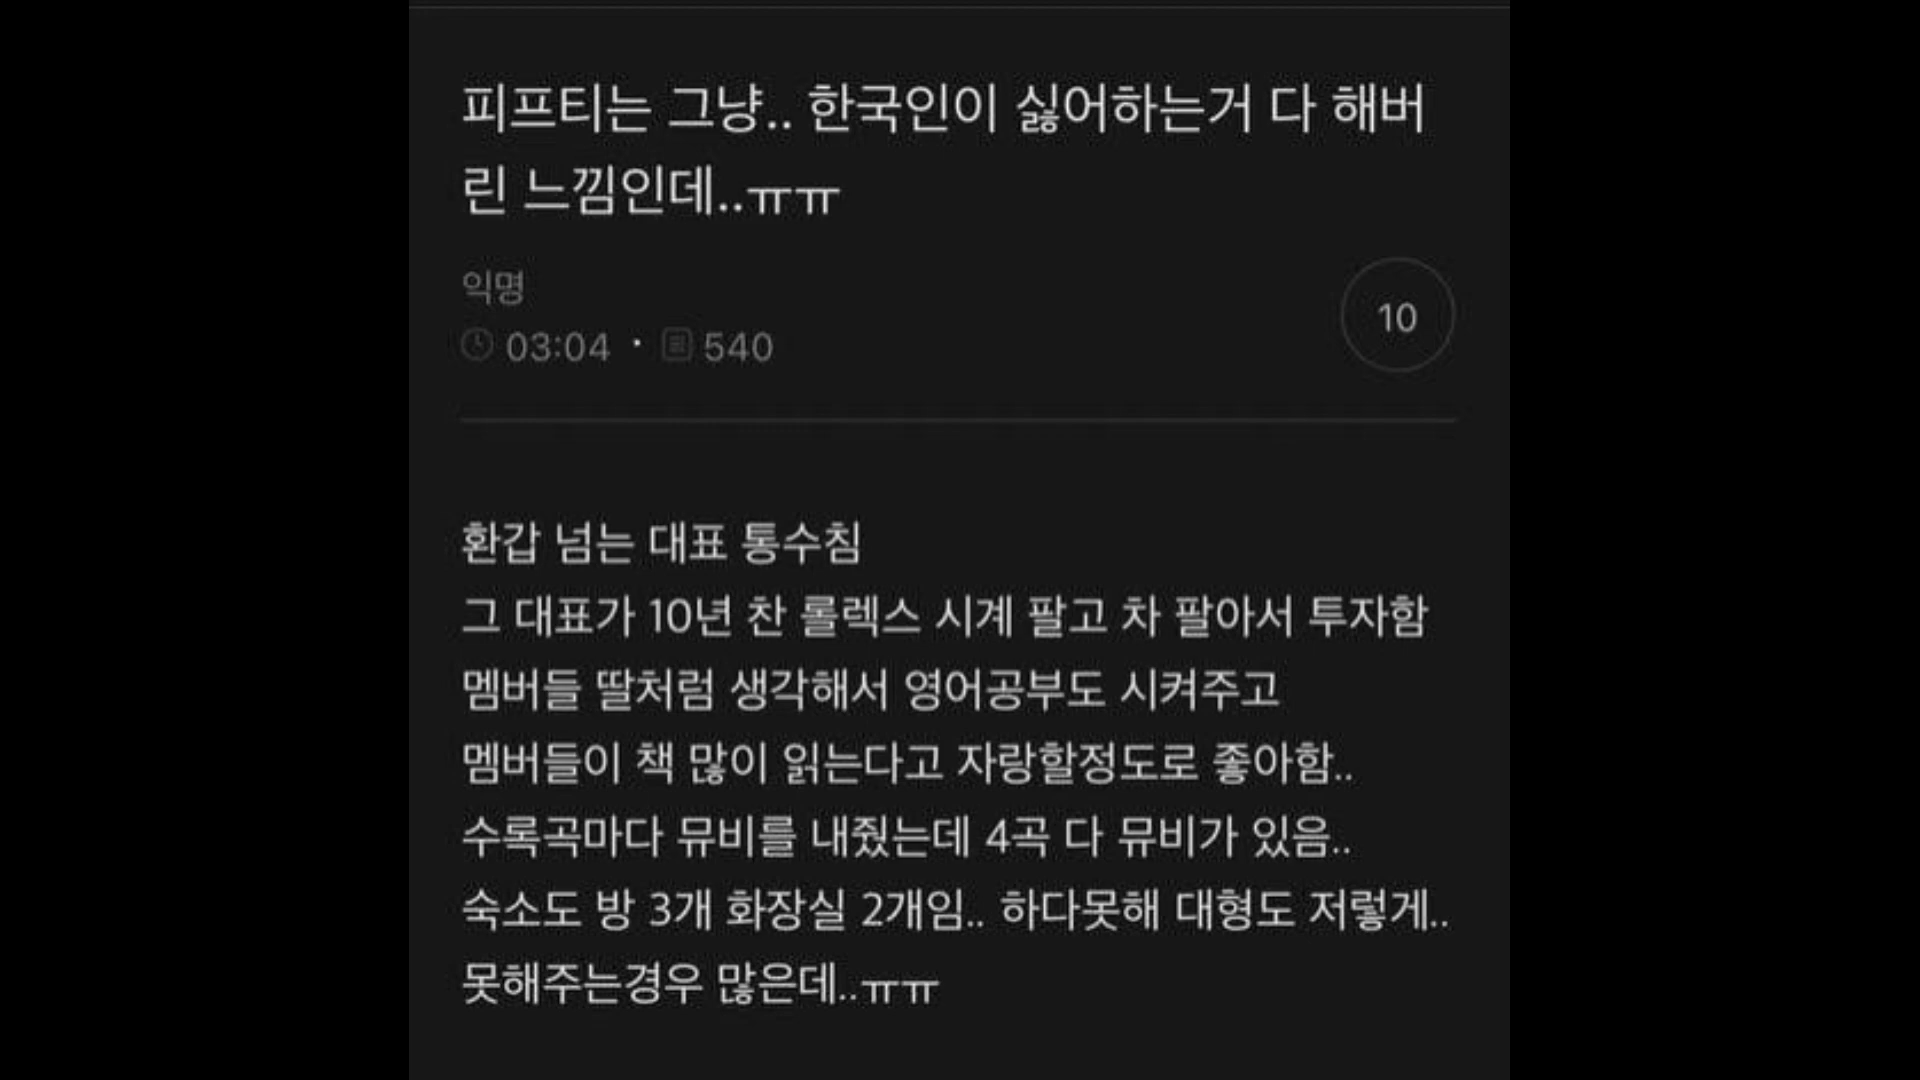 피프티는 그냥.. 한국인이 싫어하는거 다 해버
린 느낌인데..ㅠㅠ
익명
03:04 · 540
10
환갑 넘는 대표 통수침
그 대표가 10년 찬 롤렉스 시계 팔고 차 팔아서 투자함
멤버들 딸처럼 생각해서 영어공부도 시켜주고
멤버들이 책 많이 읽는다고 자랑할정도로 좋아함..
수록곡마다 뮤비를 내줬는데 4곡 다 뮤비가 있음..
숙소도 방 3개 화장실 2개임.. 하다못해 대형도 저렇게..
못해주는경우 많은데..ㅠㅠ